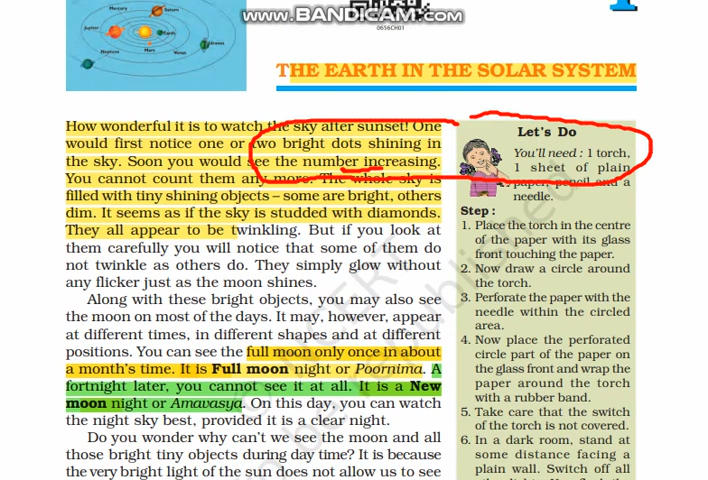 www.BANDICAM.com
0656CH01
Mercury
Saturn
Jupiter
Earth
Mars
Uranus
Neptune
Venus
THE EARTH IN THE SOLAR SYSTEM
How wonderful it is to watch the sky after sunset! One
would first notice one or two bright dots shining in
the sky. Soon you would see the number increasing.
You cannot count them any more. The whole sky is
filled with tiny shining objects – some are bright, others
dim. It seems as if the sky is studded with diamonds.
They all appear to be twinkling. But if you look at
them carefully you will notice that some of them do
not twinkle as others do. They simply glow without
any flicker just as the moon shines.
Along with these bright objects, you may also see
the moon on most of the days. It may, however, appear
at different times, in different shapes and at different
positions. You can see the full moon only once in about
a month's time. It is Full moon night or Poornima. A
fortnight later, you cannot see it at all. It is a New
moon night or Amavasya. On this day, you can watch
the night sky best, provided it is a clear night.
Do you wonder why can't we see the moon and all
those bright tiny objects during day time? It is because
the very bright light of the sun does not allow us to see
Let's Do
You'll need : 1 torch,
1 sheet of plain
paper, pencil and a
needle.
Step :
1. Place the torch in the centre
of the paper with its glass
front touching the paper.
2. Now draw a circle around
the torch.
3. Perforate the paper with the
needle within the circled
area.
4. Now place the perforated
circle part of the paper on
the glass front and wrap the
paper around the torch
with a rubber band.
5. Take care that the switch
of the torch is not covered.
6. In a dark room, stand at
some distance facing a
plain wall. Switch off all